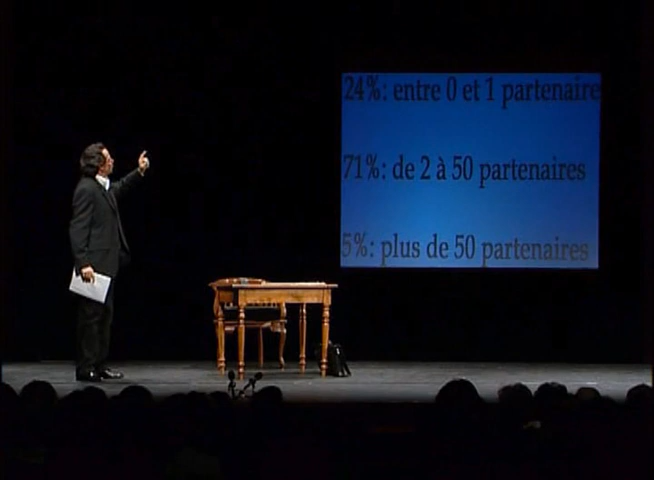 24%: entre 0 et 1 partenaire
71%: de 2 à 50 partenaires
5%: plus de 50 partenaires